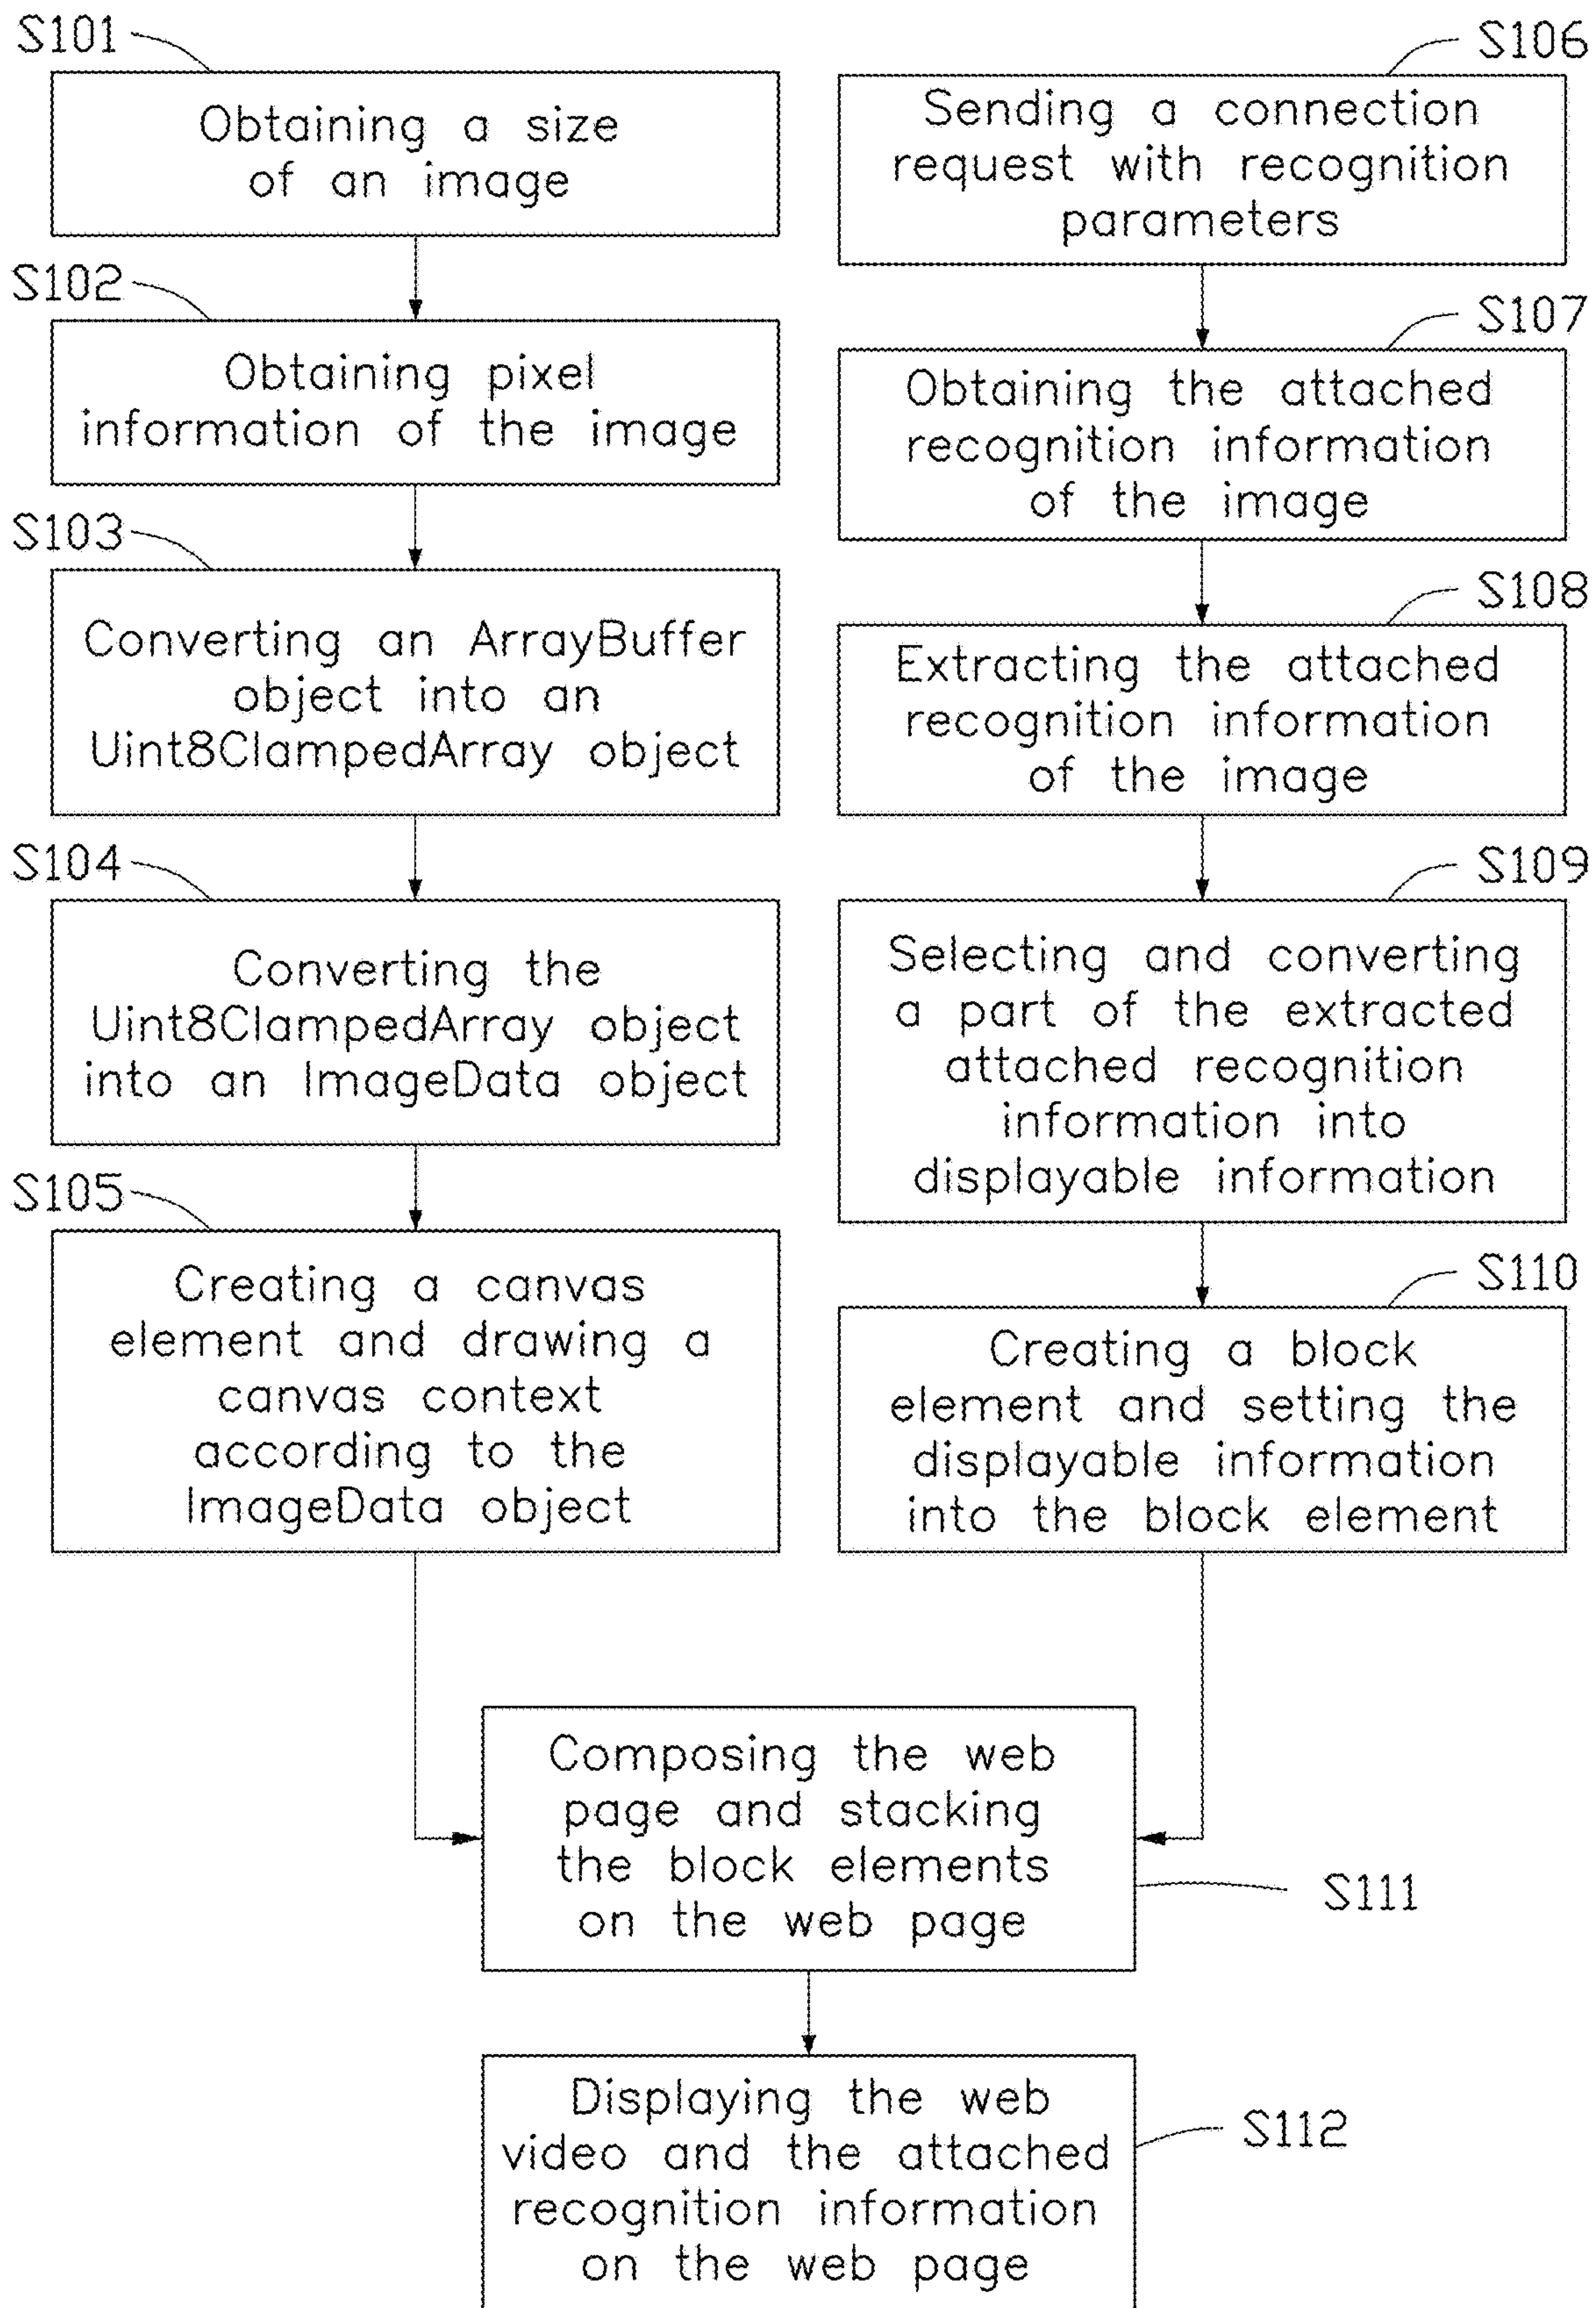 S101
Obtaining a size
of an image
S102
Obtaining pixel
information of the image
S103
Converting an ArrayBuffer
object into an
Uint8ClampedArray object
S104
Converting the
Uint8ClampedArray object
into an ImageData object
S105
Creating a canvas
element and drawing a
canvas context
according to the
ImageData object
S106
Sending a connection
request with recognition
parameters
S107
Obtaining the attached
recognition information
of the image
S108
Extracting the attached
recognition information
of the image
S109
Selecting and converting
a part of the extracted
attached recognition
information into
displayable information
S110
Creating a block
element and setting the
displayable information
into the block element
Composing the web
page and stacking
the block elements
on the web page
S111
Displaying the web
video and the attached
recognition information
on the web page
S112